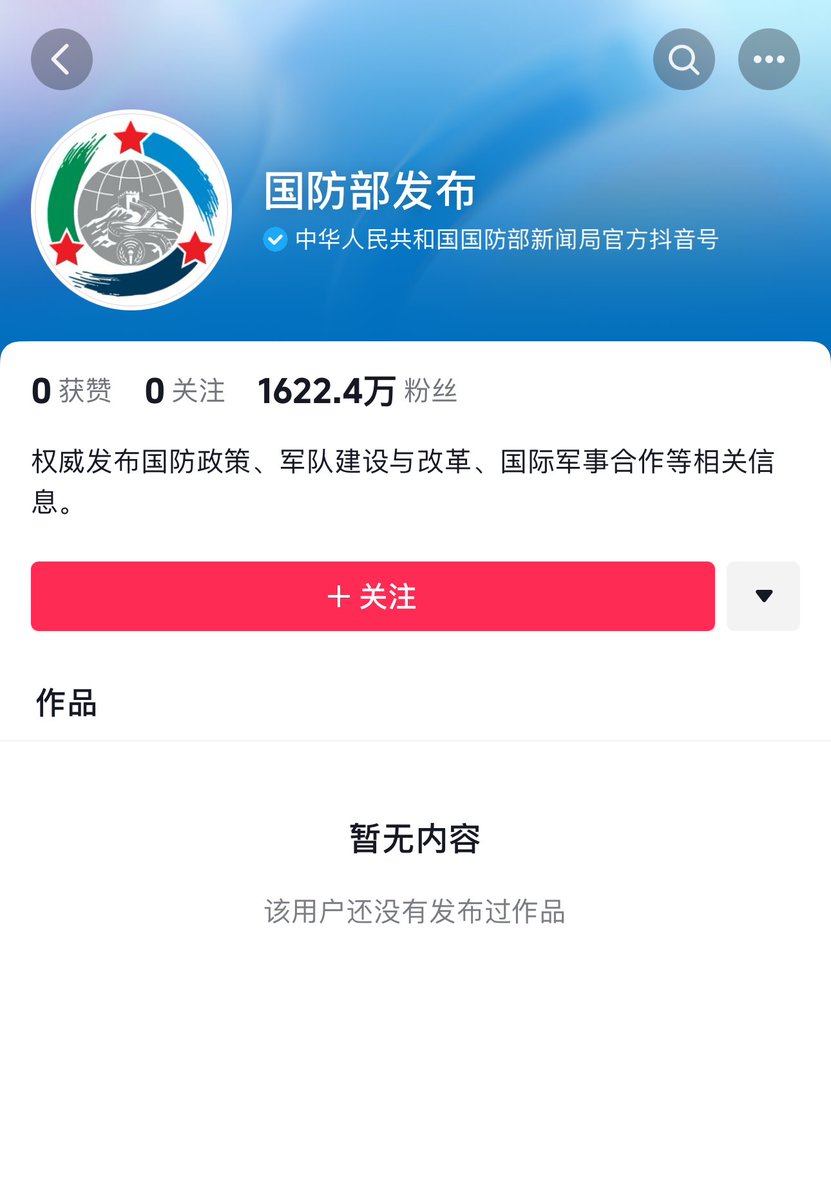 国防部发布
中华人民共和国国防部新闻局官方抖音号
0 获赞 0 关注 1622.4万 粉丝
权威发布国防政策、军队建设与改革、国际军事合作等相关信
息。
+ 关注
作品
暂无内容
该用户还没有发布过作品